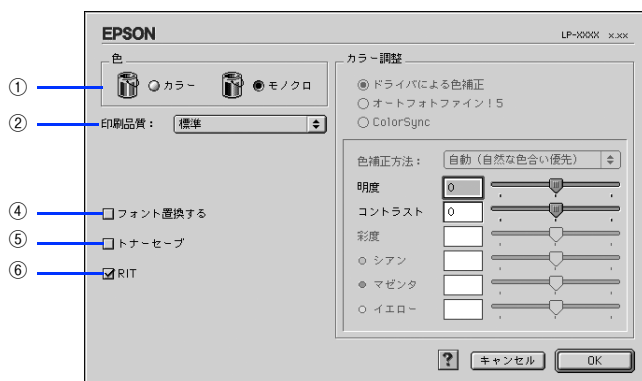 EPSON
LP-XXXX x.xx
色
① カラー モノクロ
② 印刷品質： 標準
④ フォント置換する
⑤ トナーセーブ
⑥ RIT
カラー調整
ドライバによる色補正
オートフォトファイン！5
ColorSync
色補正方法： 自動（自然な色合い優先）
明度 0
コントラスト 0
彩度
シアン
マゼンタ
イエロー
? キャンセル OK